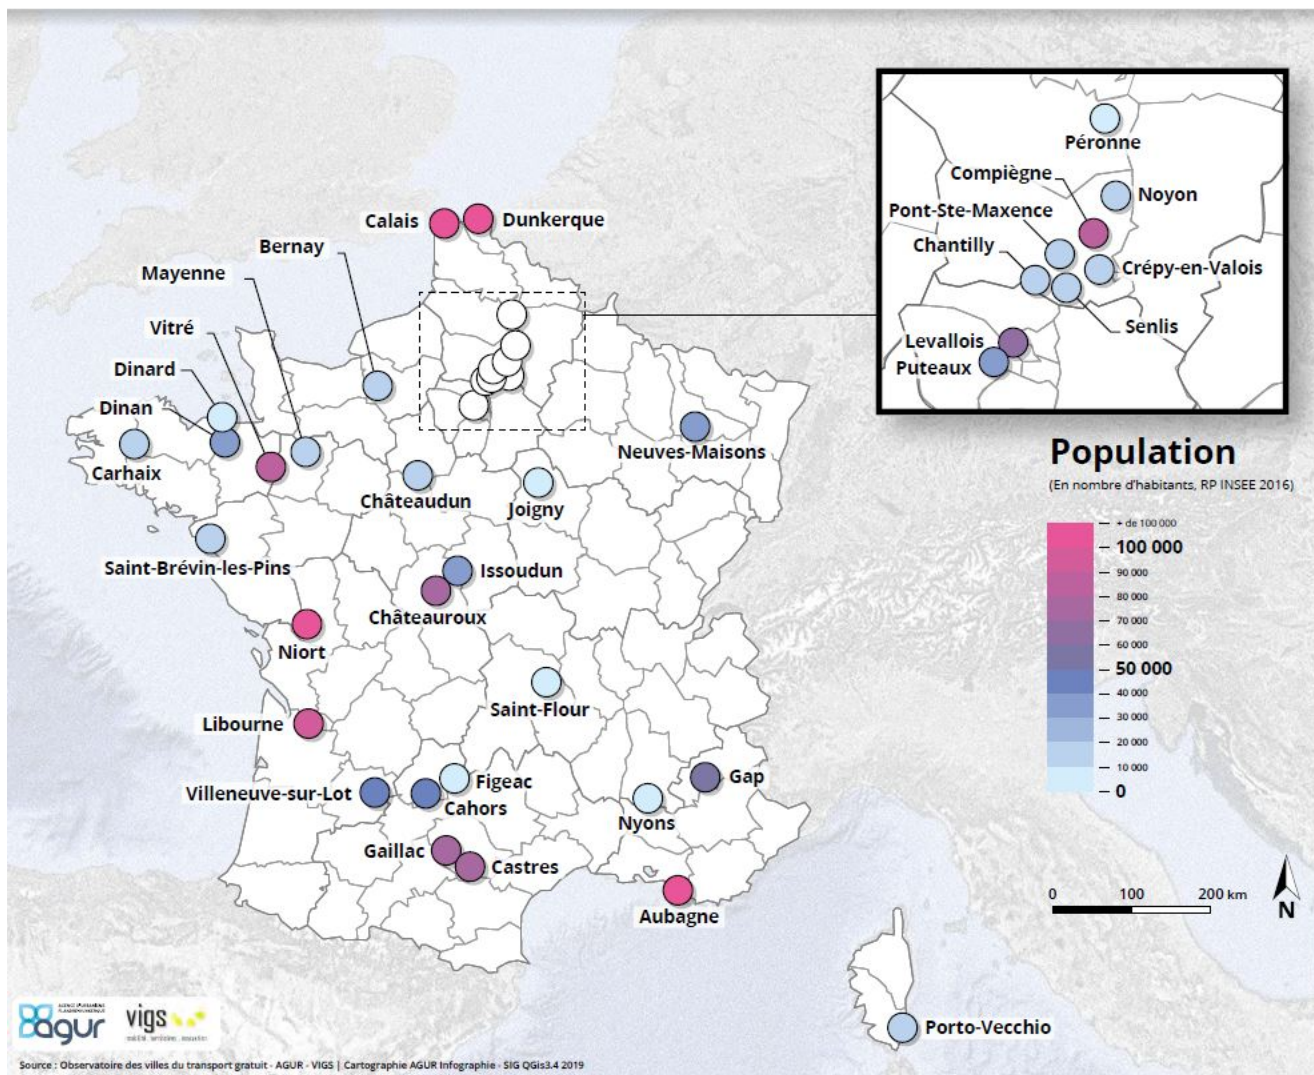 Péronne
Compiègne
Noyon
Pont-Ste-Maxence
Chantilly
Crépy-en-Valois
Senlis
Levallois
Puteaux
Calais
Dunkerque
Bernay
Mayenne
Vitré
Dinard
Dinan
Carhaix
Neuves-Maisons
Châteaudun
Joigny
Saint-Brévin-les-Pins
Issoudun
Châteauroux
Niort
Saint-Flour
Libourne
Villeneuve-sur-Lot
Figeac
Cahors
Gap
Nyons
Gaillac
Castres
Aubagne
Porto-Vecchio
Population
(En nombre d'habitants, RP INSEE 2016)
+ de 100 000
100 000
90 000
80 000
70 000
60 000
50 000
40 000
30 000
20 000
10 000
0
0 100 200 km
N
agur
vigs
Source : Observatoire des villes du transport gratuit - AGUR - VIGS | Cartographie AGUR Infographie - SIG QGis3.4 2019